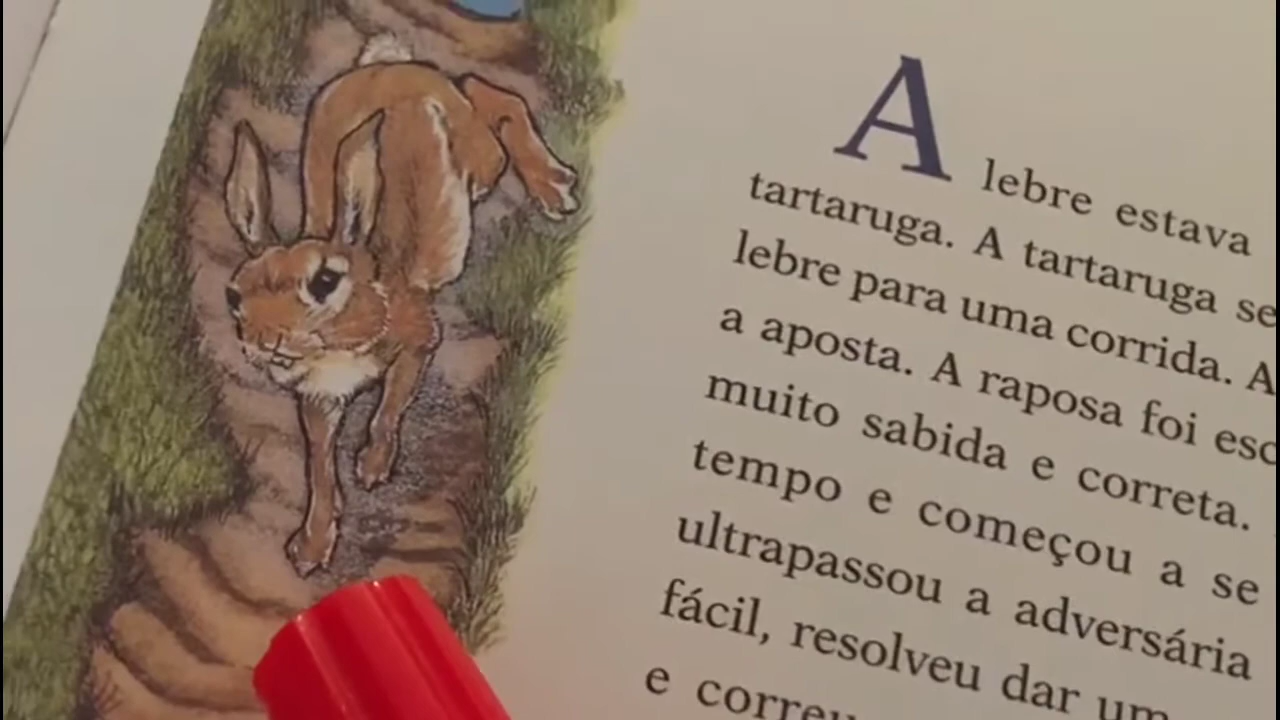 A lebre estava
tartaruga. A tartaruga se
lebre para uma corrida. A
a aposta. A raposa foi esc
muito sabida e correta.
tempo e começou a se
ultrapassou a adversária
fácil, resolveu dar um
e correu